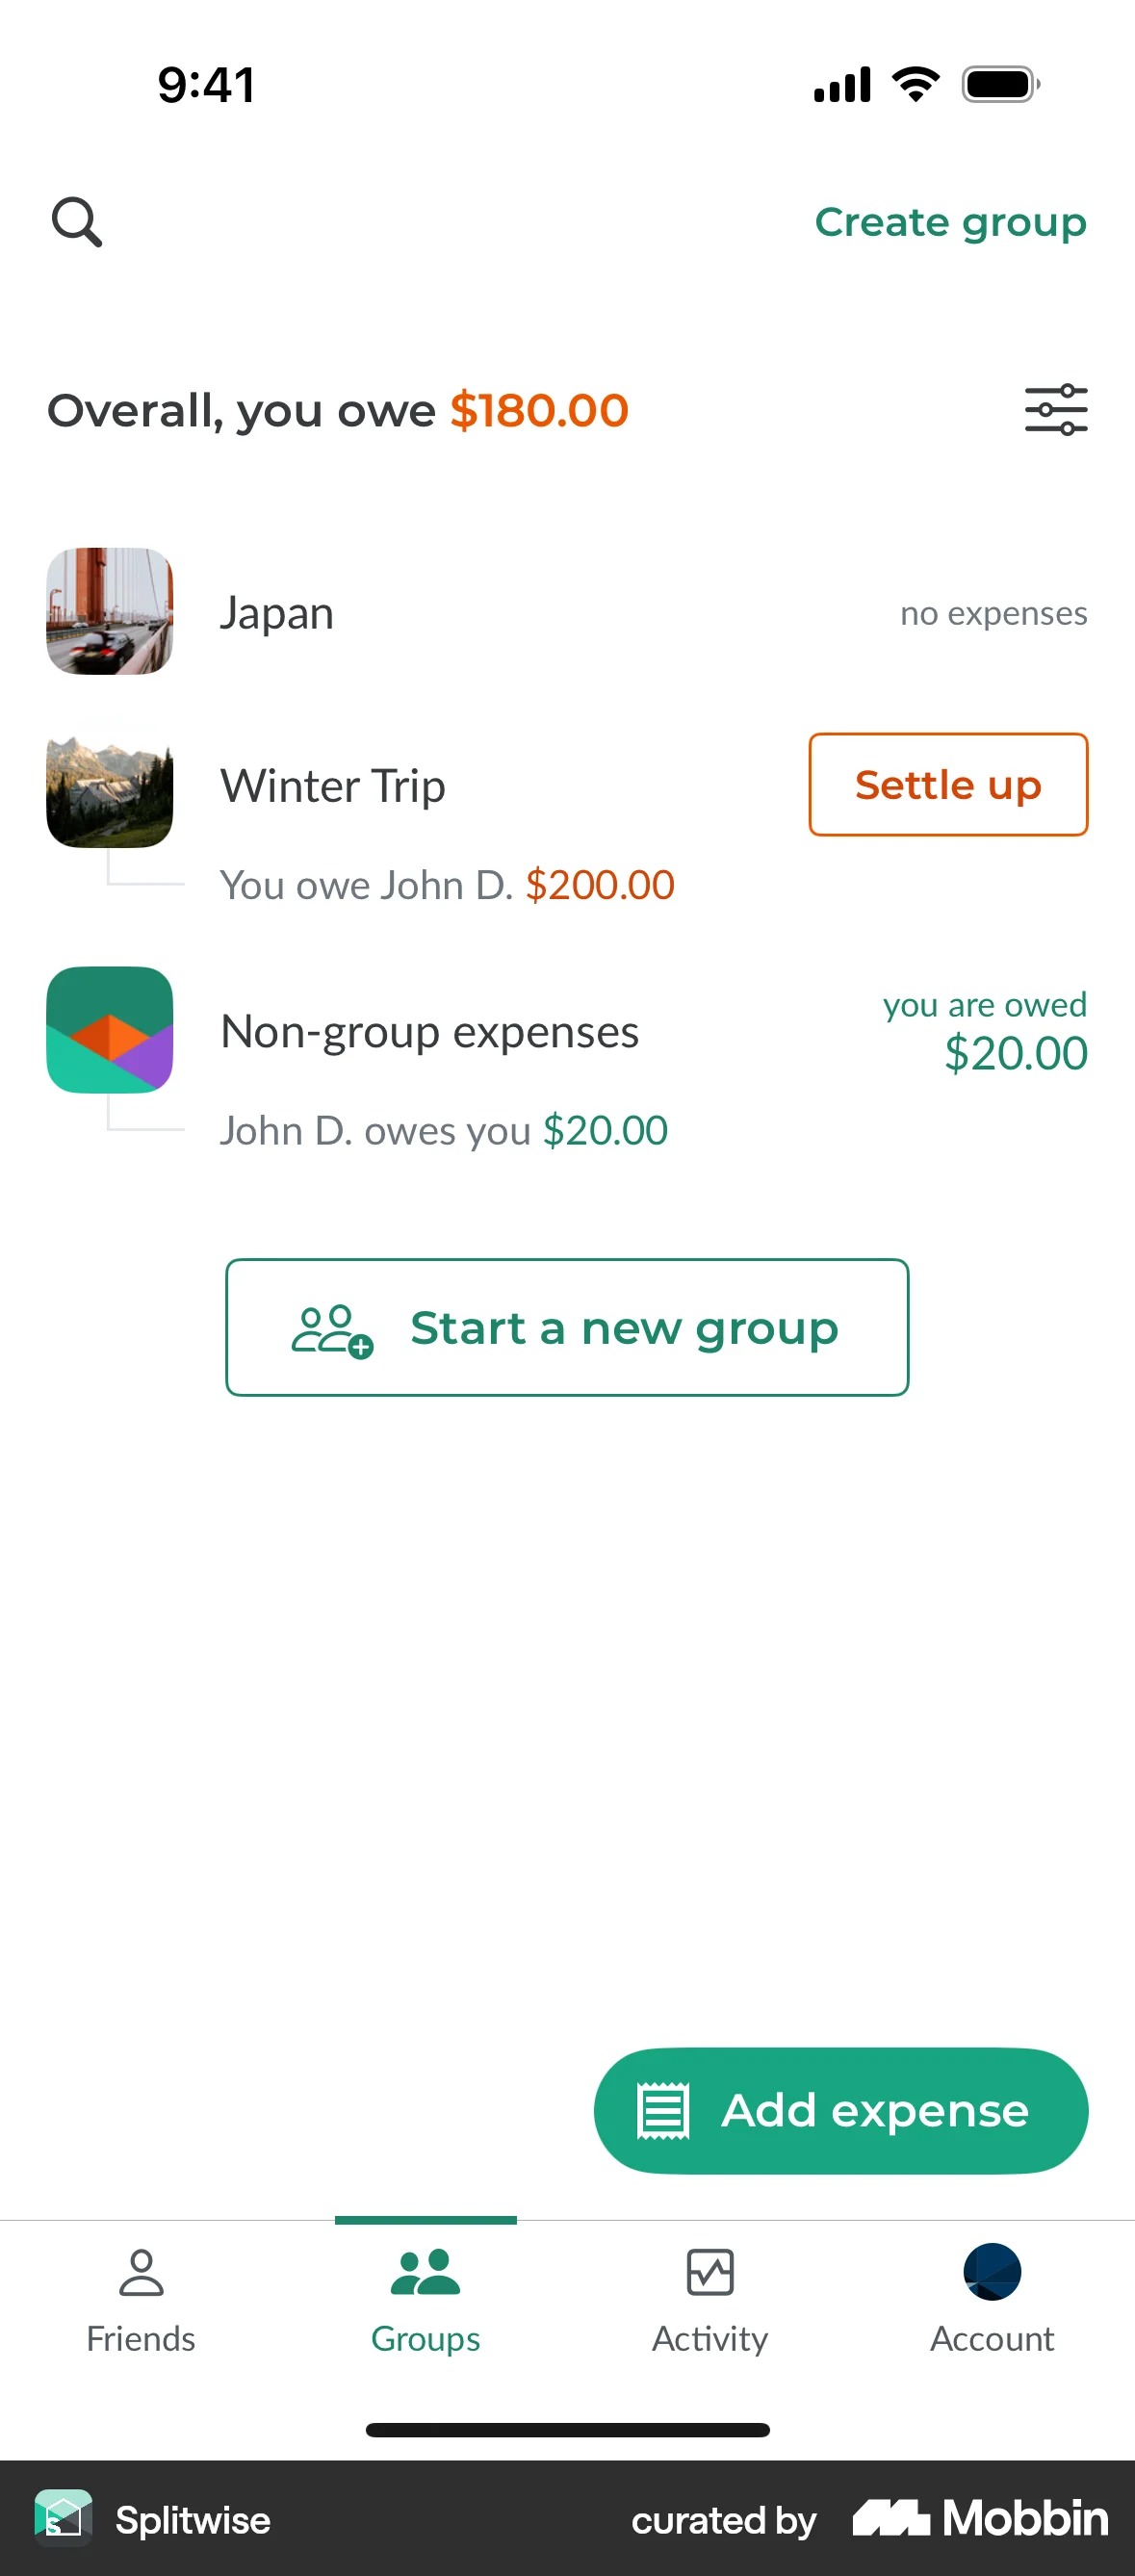 9:41
Create group
Overall, you owe $180.00
Japan
no expenses
Winter Trip
Settle up
You owe John D. $200.00
Non-group expenses
you are owed
$20.00
John D. owes you $20.00
Start a new group
Add expense
Friends
Groups
Activity
Account
Splitwise
curated by Mobbin